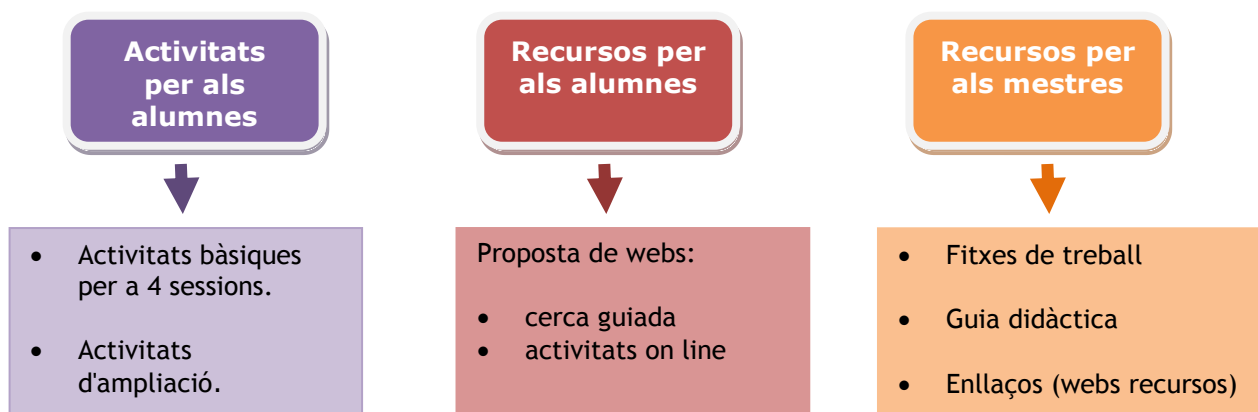 Activitats
per als
alumnes
Activitats bàsiques
per a 4 sessions.
Activitats
d'ampliació.
Recursos per
als alumnes
Proposta de webs:
cerca guiada
activitats on line
Recursos per
als mestres
Fitxes de treball
Guia didàctica
Enllaços (webs recursos)